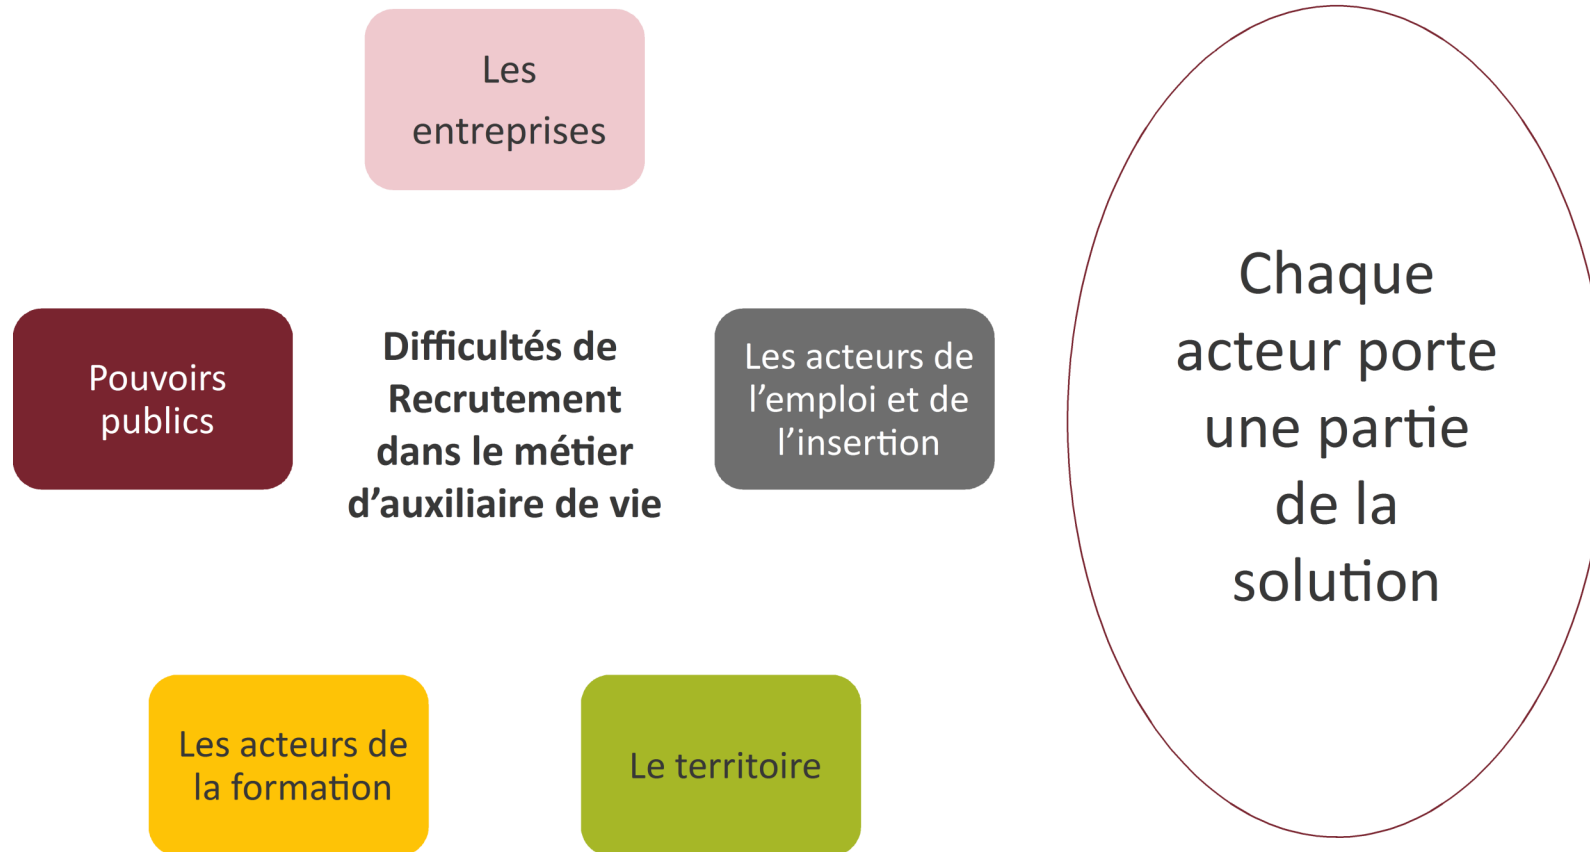 Les
entreprises
Pouvoirs
publics
Difficultés de
Recrutement
dans le métier
d’auxiliaire de vie
Les acteurs de
l’emploi et de
l’insertion
Les acteurs de
la formation
Le territoire
Chaque
acteur porte
une partie
de la
solution